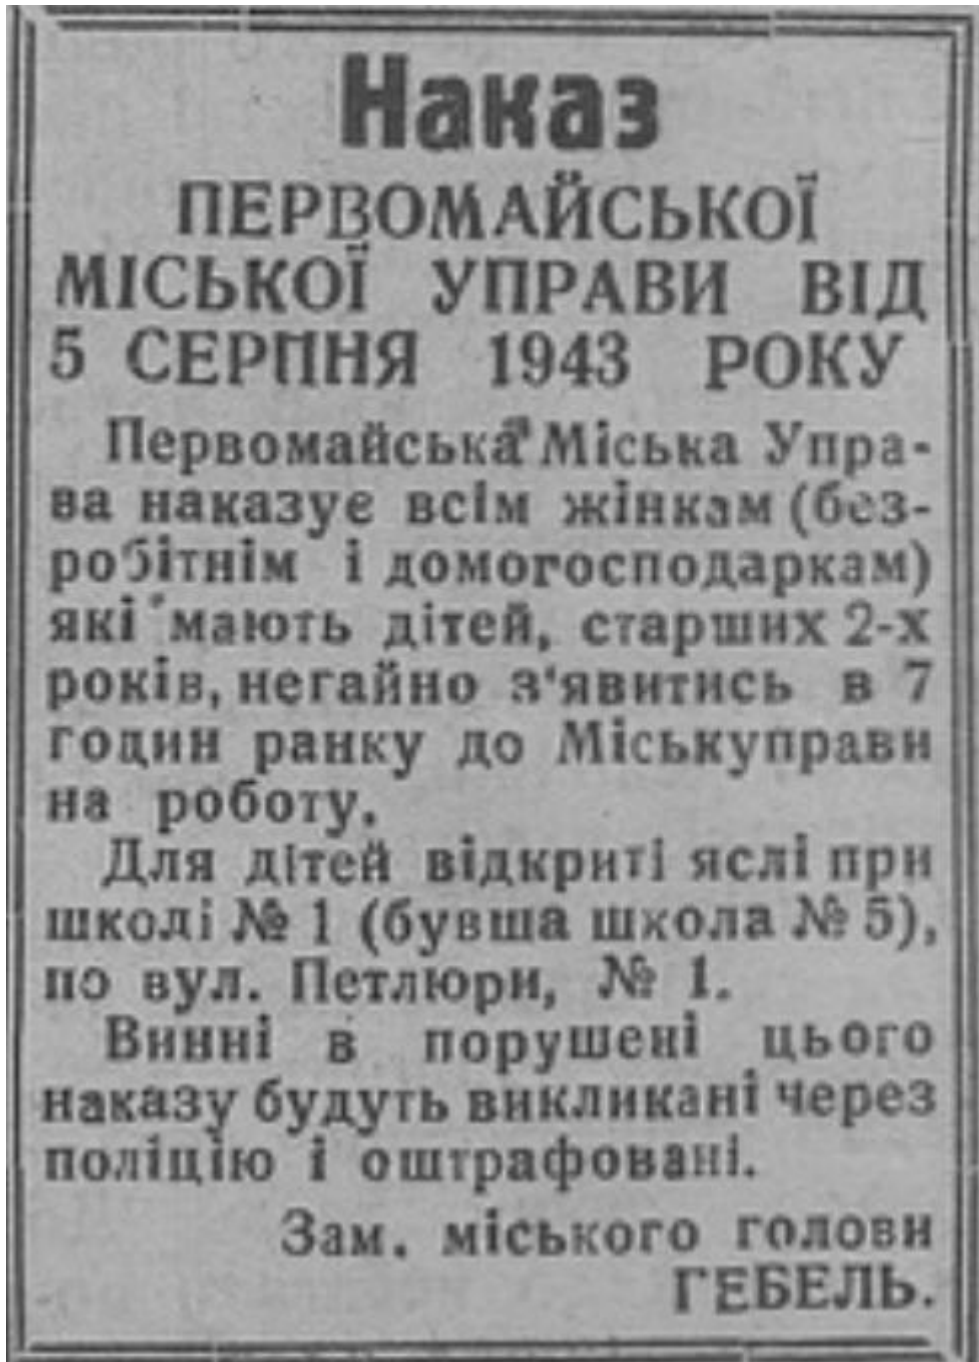 Наказ
ПЕРВОМАЙСЬКОЇ
МІСЬКОЇ УПРАВИ ВІД
5 СЕРПНЯ 1943 РОКУ
Первомайська Міська Упра-
ва наказує всім жінкам (без-
робітнім і домогосподаркам)
які мають дітей, старших 2-х
років, негайно з'явитись в 7
годин ранку до Міськуправи
на роботу.
Для дітей відкриті яслі при
школі № 1 (бувша школа № 5),
по вул. Петлюри, № 1.
Винні в порушені цього
наказу будуть викликані через
поліцію і оштрафовані.
Зам. міського голови
ГЕБЕЛЬ.